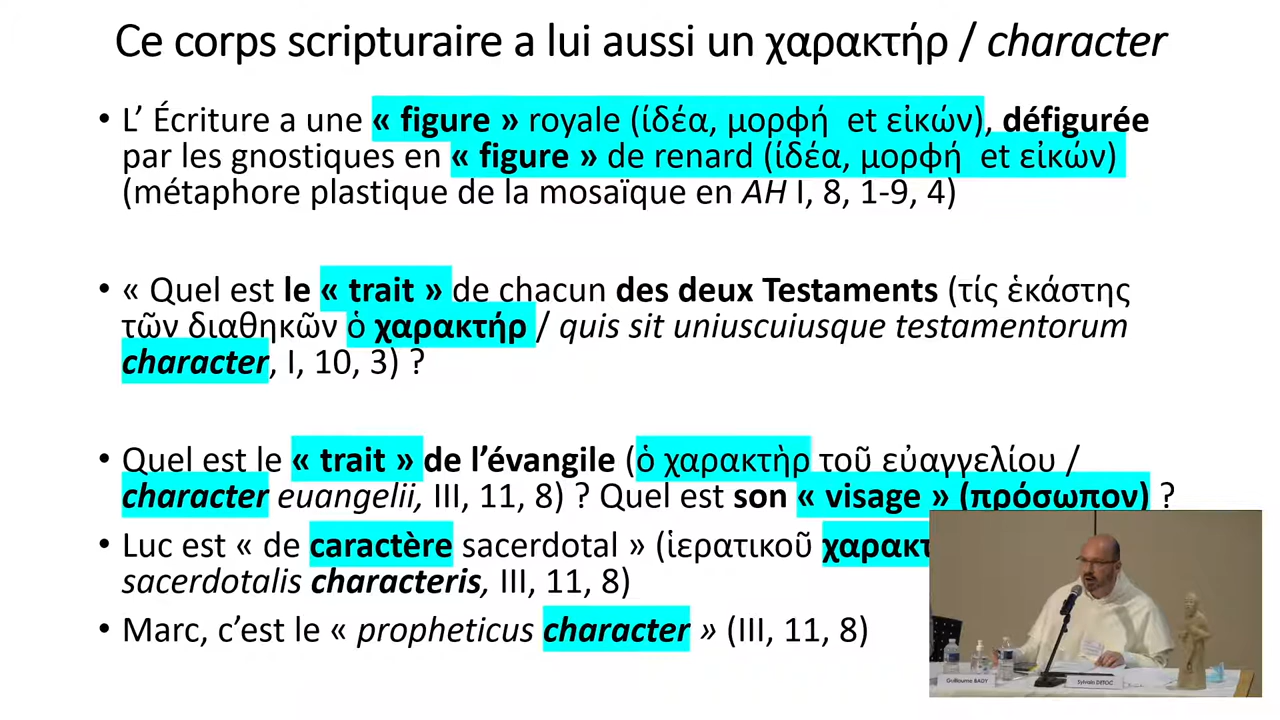 Ce corps scripturaire a lui aussi un χαρακτήρ / character
• L’ Écriture a une « figure » royale (ίδέα, μορφή et εἰκών), défigurée
par les gnostiques en « figure » de renard (ίδέα, μορφή et εἰκών)
(métaphore plastique de la mosaïque en AH I, 8, 1-9, 4)
• « Quel est le « trait » de chacun des deux Testaments (τίς ἑκάστης
τῶν διαθηκῶν ὁ χαρακτήρ / quis sit uniuscuiusque testamentorum
character, I, 10, 3) ?
• Quel est le « trait » de l’évangile (ὁ χαρακτὴρ τοῦ εὐαγγελίου /
character euangelii, III, 11, 8) ? Quel est son « visage » (πρόσωπον) ?
• Luc est « de caractère sacerdotal » (ἱερατικοῦ χαρακτ
sacerdotalis characteris, III, 11, 8)
• Marc, c’est le « propheticus character » (III, 11, 8)
Guillaume BADY
Sylvain DETOC